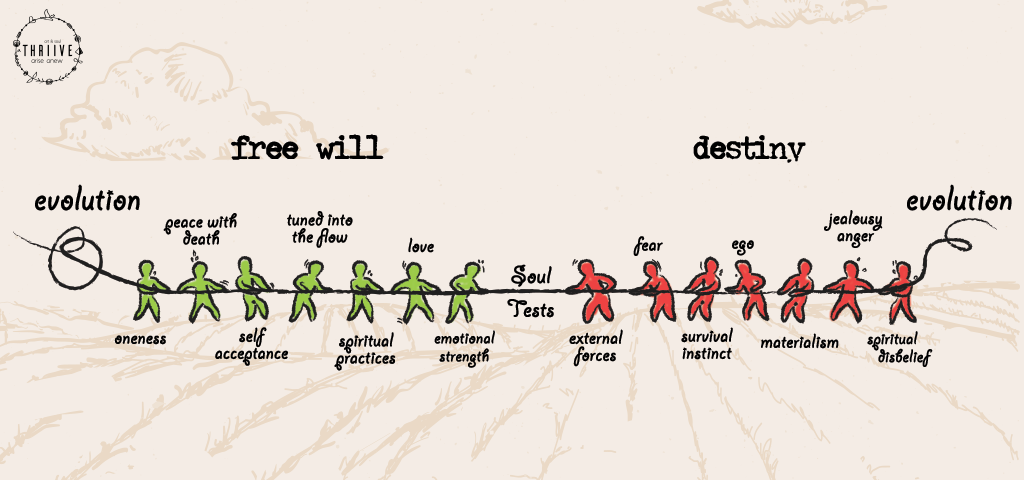 art & soul
THRIIVE
arise anew
free will
destiny
evolution
evolution
peace with
death
tuned into
the flow
love
fear
ego
jealousy
anger
Soul
Tests
oneness
self
acceptance
spiritual
practices
emotional
strength
external
forces
survival
instinct
materialism
spiritual
disbelief